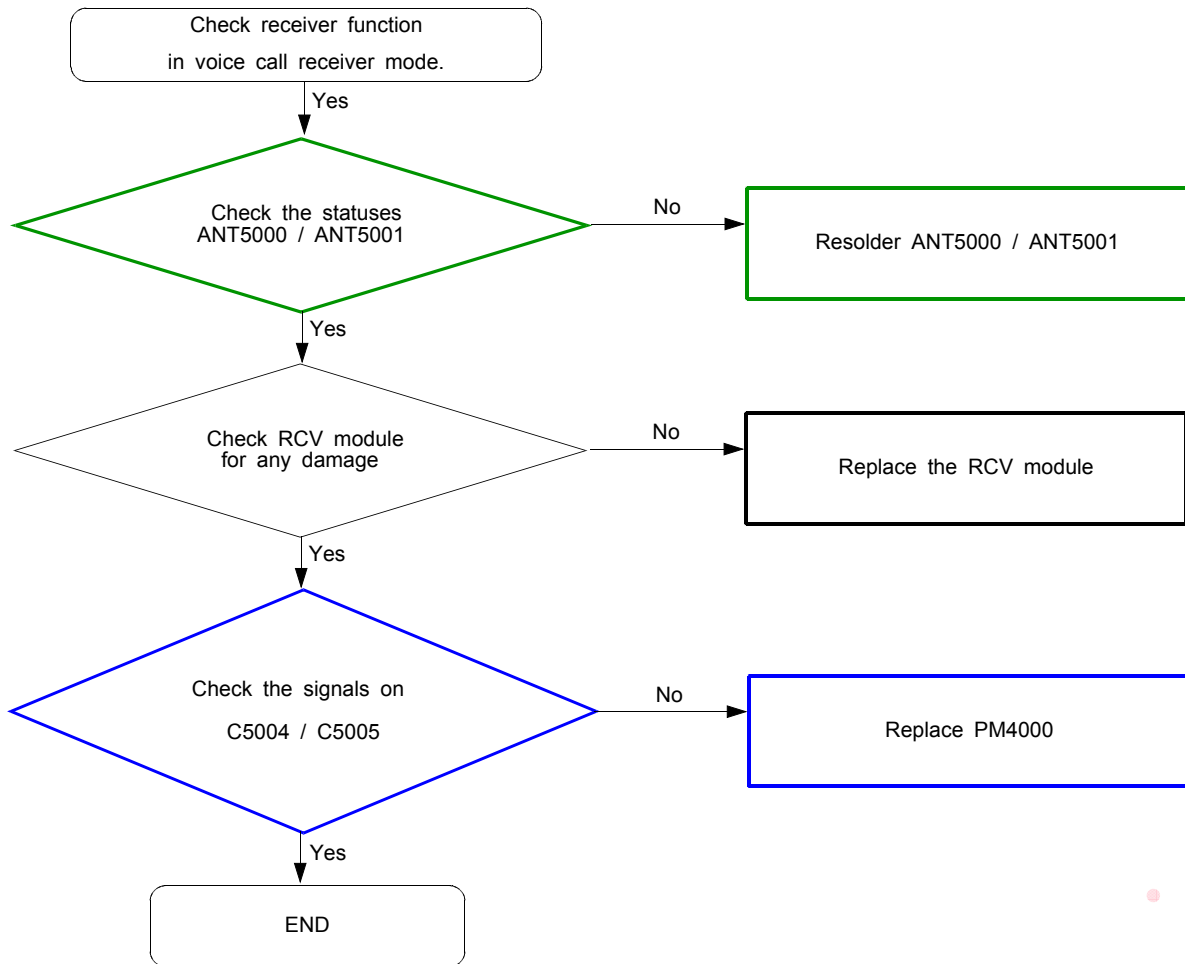 Check receiver function
in voice call receiver mode.
Yes
Check the statuses
ANT5000 / ANT5001
No
Resolder ANT5000 / ANT5001
Yes
Check RCV module
for any damage
No
Replace the RCV module
Yes
Check the signals on
C5004 / C5005
No
Replace PM4000
Yes
END